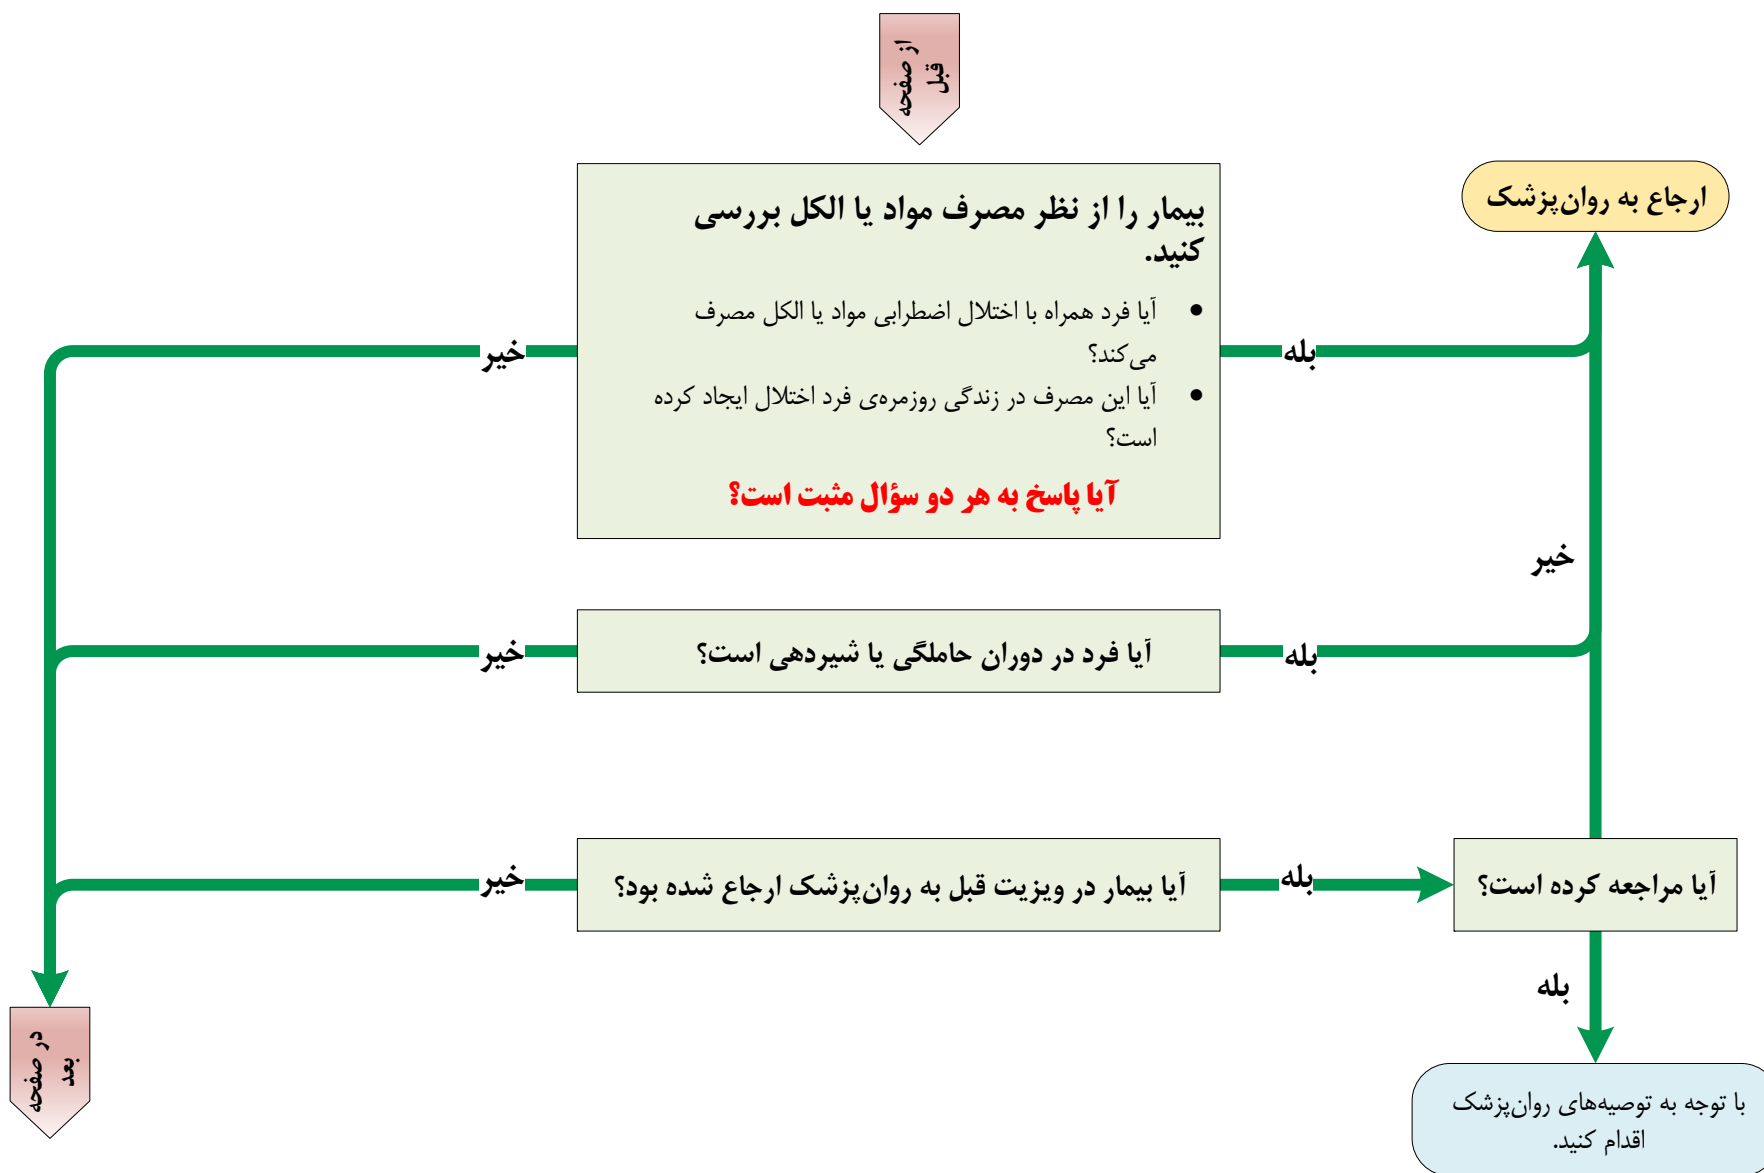 از صفحه
قبل
ارجاع به روان‌پزشک
بیمار را از نظر مصرف مواد یا الکل بررسی
کنید.
• آیا فرد همراه با اختلال اضطرابی مواد یا الکل مصرف
می‌کند؟
• آیا این مصرف در زندگی روزمره‌ی فرد اختلال ایجاد کرده
است؟
آیا پاسخ به هر دو سؤال مثبت است؟
بله
خیر
خیر
آیا فرد در دوران حاملگی یا شیردهی است؟
بله
خیر
آیا بیمار در ویزیت قبل به روان‌پزشک ارجاع شده بود؟
بله
خیر
آیا مراجعه کرده است؟
بله
با توجه به توصیه‌های روان‌پزشک
اقدام کنید.
در صفحه
بعد